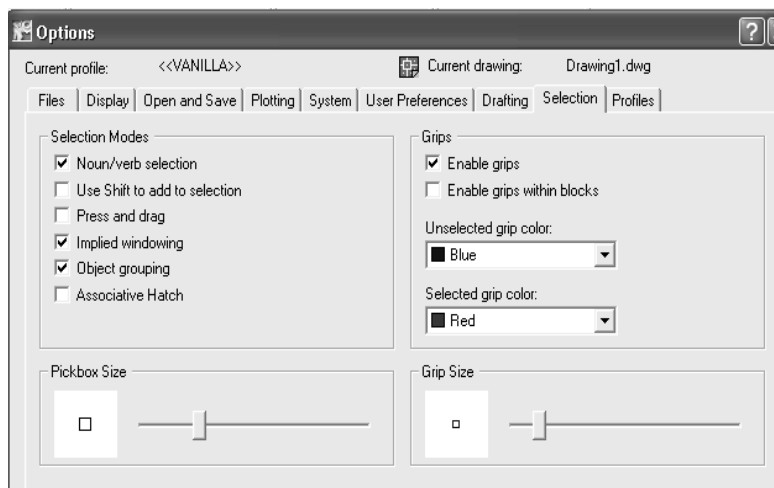 Options
?
Current profile: <<VANILLA>> Current drawing: Drawing1.dwg
Files Display Open and Save Plotting System User Preferences Drafting Selection Profiles
Selection Modes
Noun/verb selection
Use Shift to add to selection
Press and drag
Implied windowing
Object grouping
Associative Hatch
Grips
Enable grips
Enable grips within blocks
Unselected grip color:
Blue
Selected grip color:
Red
Pickbox Size
Grip Size